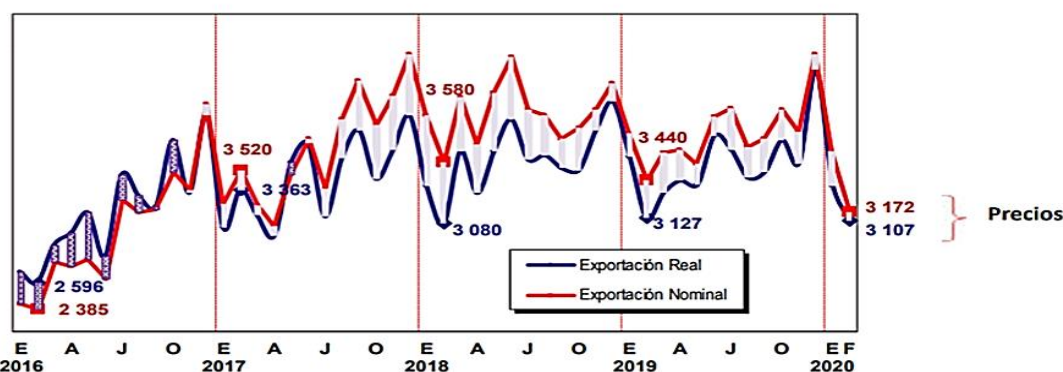 3 580
3 520
3 440
3 363
3 172
Precios
3 080
3 127
3 107
2 596
2 385
Exportación Real
Exportación Nominal
E A J O E A J O E A J O E A J O E F
2016 2017 2018 2019 2020